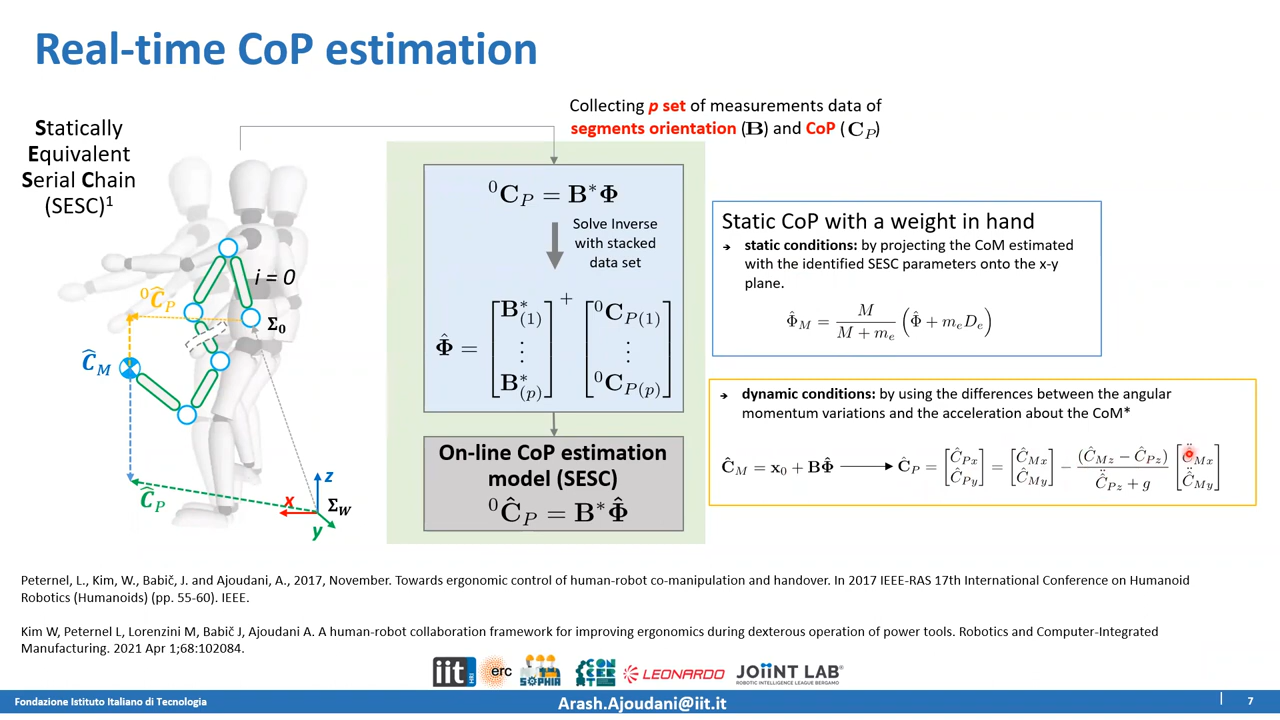 Real-time CoP estimation
Statically
Equivalent
Serial Chain
(SESC)¹
i = 0
⁰Ĉ_P
Σ₀
Ĉ_M
Ĉ_P
z
x
y
Σ_W
Collecting p set of measurements data of
segments orientation (B) and CoP (C_P)
⁰C_P = B*Φ
Solve Inverse
with stacked
data set
Φ̂ = [B*_(1) ⋮ B*_(p)]⁺ [⁰C_P(1) ⋮ ⁰C_P(p)]
On-line CoP estimation
model (SESC)
⁰Ĉ_P = B*Φ̂
Static CoP with a weight in hand
➔ static conditions: by projecting the CoM estimated
with the identified SESC parameters onto the x-y
plane.
Φ̂_M = M / (M + m_e) (Φ̂ + m_e D_e)
➔ dynamic conditions: by using the differences between the angular
momentum variations and the acceleration about the CoM*
Ĉ_M = x₀ + BΦ̂ ⟶ Ĉ_P = [Ĉ_Px Ĉ_Py] = [Ĉ_Mx Ĉ_My] − (Ĉ_Mz − Ĉ_Pz) / (C̈̂_Pz + g) [C̈̂_Mx C̈̂_My]
Peternel, L., Kim, W., Babič, J. and Ajoudani, A., 2017, November. Towards ergonomic control of human-robot co-manipulation and handover. In 2017 IEEE-RAS 17th International Conference on Humanoid
Robotics (Humanoids) (pp. 55-60). IEEE.
Kim W, Peternel L, Lorenzini M, Babič J, Ajoudani A. A human-robot collaboration framework for improving ergonomics during dexterous operation of power tools. Robotics and Computer-Integrated
Manufacturing. 2021 Apr 1;68:102084.
iit HRII erc SOPHIA CONCERT LEONARDO JOiiNT LAB
ROBOTIC INTELLIGENCE LEAGUE BERGAMO
Fondazione Istituto Italiano di Tecnologia
Arash.Ajoudani@iit.it
7